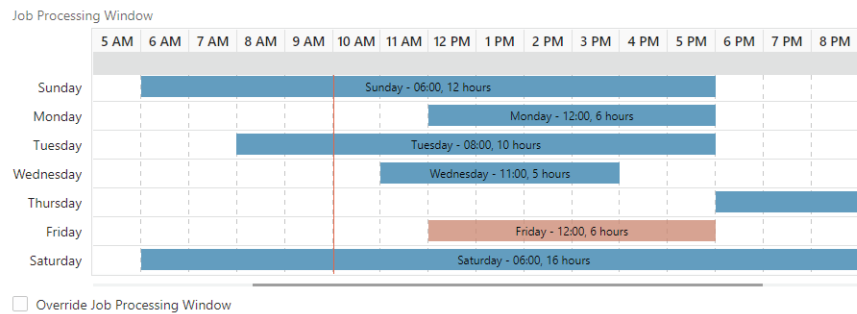 Job Processing Window
5 AM 6 AM 7 AM 8 AM 9 AM 10 AM 11 AM 12 PM 1 PM 2 PM 3 PM 4 PM 5 PM 6 PM 7 PM 8 PM
Sunday Sunday - 06:00, 12 hours
Monday Monday - 12:00, 6 hours
Tuesday Tuesday - 08:00, 10 hours
Wednesday Wednesday - 11:00, 5 hours
Thursday
Friday Friday - 12:00, 6 hours
Saturday Saturday - 06:00, 16 hours
Override Job Processing Window